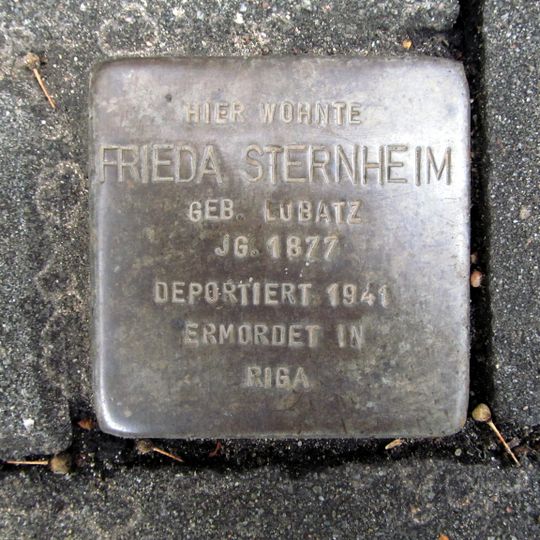 HIER WOHNTE
FRIEDA STERNHEIM
GEB. LUBATZ
JG. 1877
DEPORTIERT 1941
ERMORDET IN
RIGA